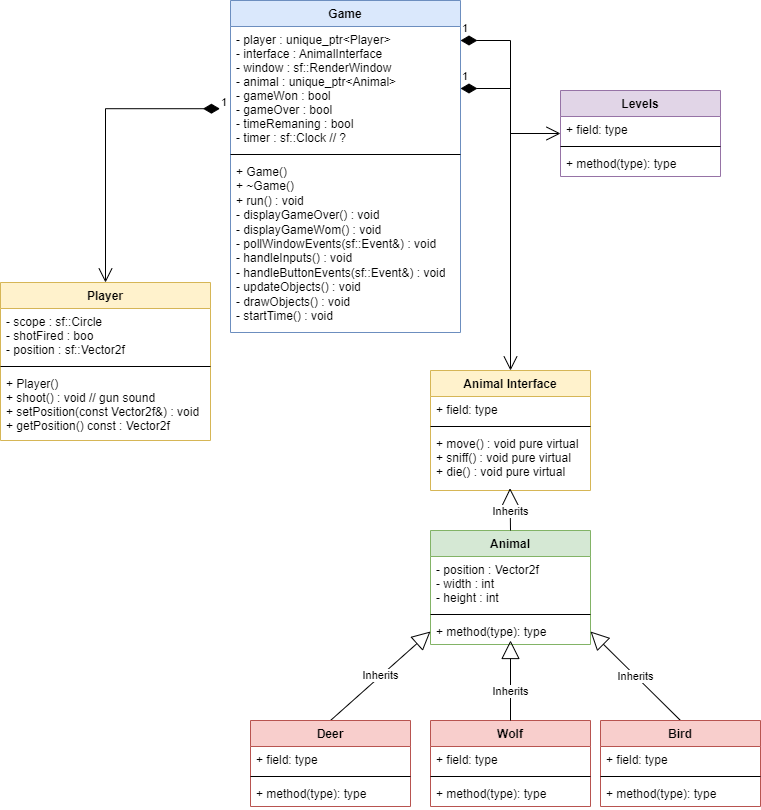 Game
- player : unique_ptr<Player>
- interface : AnimalInterface
- window : sf::RenderWindow
- animal : unique_ptr<Animal>
- gameWon : bool
- gameOver : bool
- timeRemaning : bool
- timer : sf::Clock // ?
+ Game()
+ ~Game()
+ run() : void
- displayGameOver() : void
- displayGameWom() : void
- pollWindowEvents(sf::Event&) : void
- handleInputs() : void
- handleButtonEvents(sf::Event&) : void
- updateObjects() : void
- drawObjects() : void
- startTime() : void
1
1
1
Levels
+ field: type
+ method(type): type
Player
- scope : sf::Circle
- shotFired : boo
- position : sf::Vector2f
+ Player()
+ shoot() : void // gun sound
+ setPosition(const Vector2f&) : void
+ getPosition() const : Vector2f
Animal Interface
+ field: type
+ move() : void pure virtual
+ sniff() : void pure virtual
+ die() : void pure virtual
Inherits
Animal
- position : Vector2f
- width : int
- height : int
+ method(type): type
Inherits
Inherits
Inherits
Deer
+ field: type
+ method(type): type
Wolf
+ field: type
+ method(type): type
Bird
+ field: type
+ method(type): type